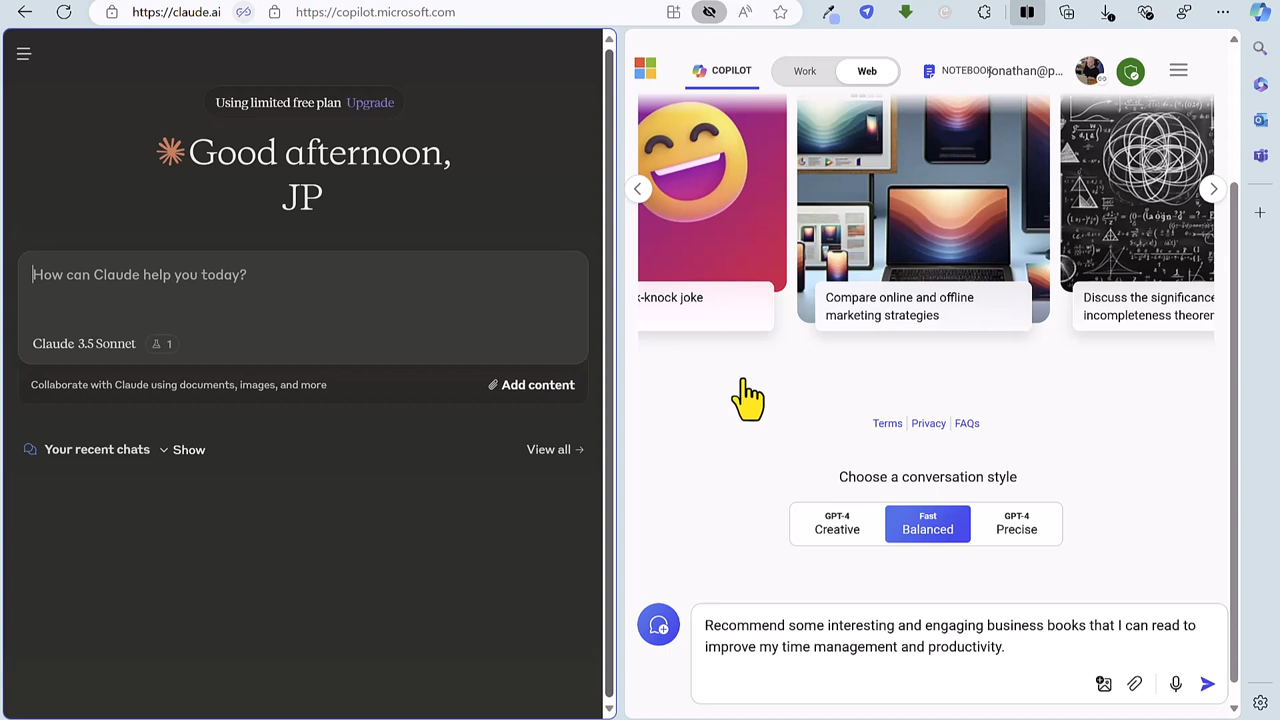 https://claude.ai
https://copilot.microsoft.com
Using limited free plan Upgrade
Good afternoon,
JP
How can Claude help you today?
Claude 3.5 Sonnet
1
Collaborate with Claude using documents, images, and more
Add content
Your recent chats
Show
View all
COPILOT
Work
Web
NOTEBOOK
jonathan@p...
k-knock joke
Compare online and offline
marketing strategies
Discuss the significance
incompleteness theorem
Terms
Privacy
FAQs
Choose a conversation style
GPT-4
Creative
Fast
Balanced
GPT-4
Precise
Recommend some interesting and engaging business books that I can read to
improve my time management and productivity.